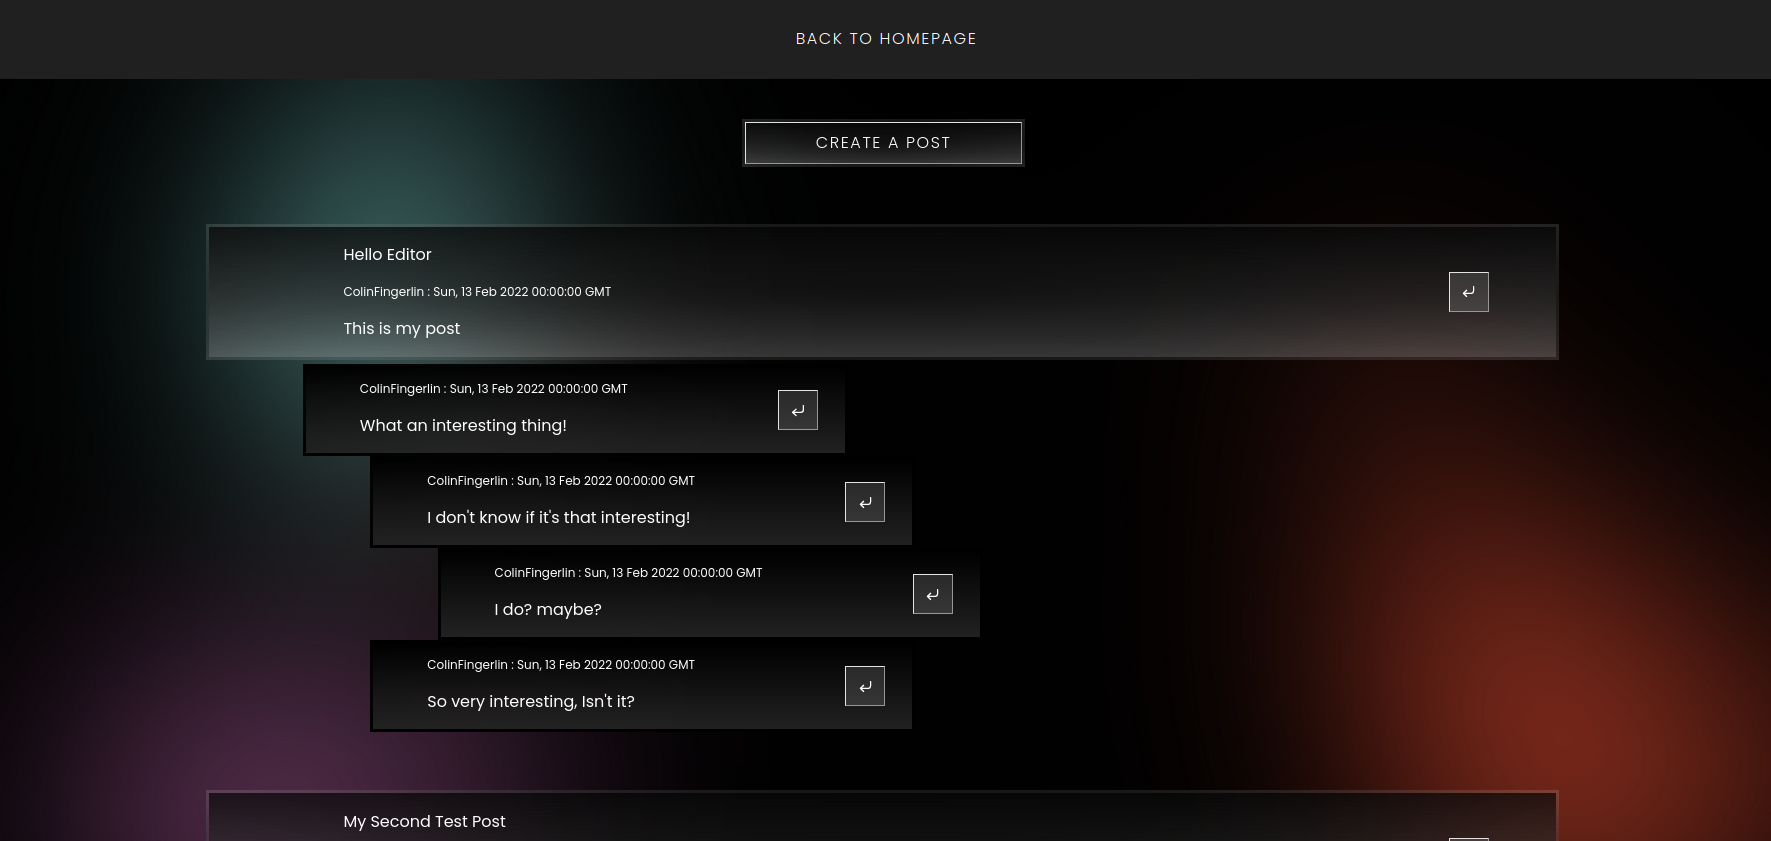 BACK TO HOMEPAGE
CREATE A POST
Hello Editor
ColinFingerlin : Sun, 13 Feb 2022 00:00:00 GMT
This is my post
ColinFingerlin : Sun, 13 Feb 2022 00:00:00 GMT
What an interesting thing!
ColinFingerlin : Sun, 13 Feb 2022 00:00:00 GMT
I don't know if it's that interesting!
ColinFingerlin : Sun, 13 Feb 2022 00:00:00 GMT
I do? maybe?
ColinFingerlin : Sun, 13 Feb 2022 00:00:00 GMT
So very interesting, Isn't it?
My Second Test Post